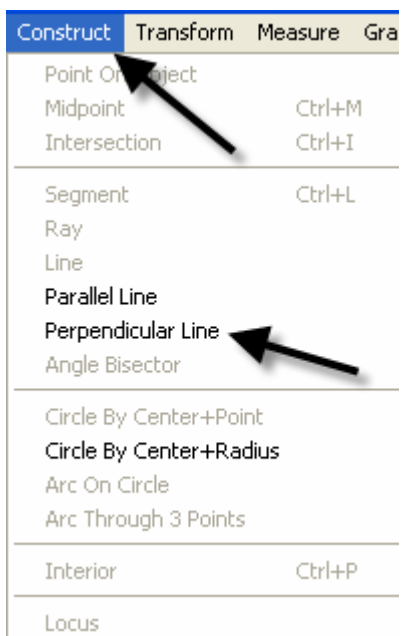 Construct Transform Measure Gra
Point On Object
Midpoint Ctrl+M
Intersection Ctrl+I
Segment Ctrl+L
Ray
Line
Parallel Line
Perpendicular Line
Angle Bisector
Circle By Center+Point
Circle By Center+Radius
Arc On Circle
Arc Through 3 Points
Interior Ctrl+P
Locus